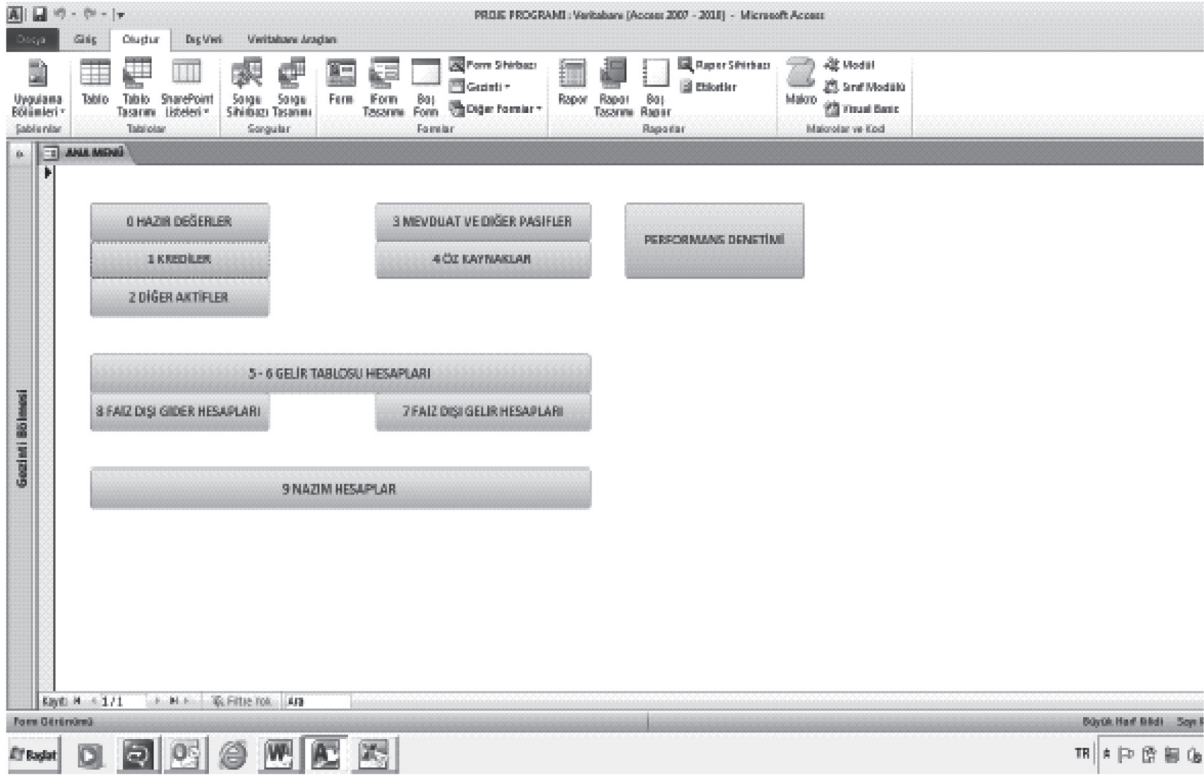 PROJE PROGRAMI : Veritabanı (Access 2007 - 2010) - Microsoft Access
Dosya Giriş Oluştur Dış Veri Veritabanı Araçları
Uygulama Bölümleri
Tablo
Tablo Tasarımı
SharePoint Listeleri
Sorgu Sihirbazı
Sorgu Tasarımı
Form
Form Tasarımı
Boş Form
Form Sihirbazı
Gezinti
Diğer Formlar
Rapor
Rapor Tasarımı
Boş Rapor
Rapor Sihirbazı
Etiketler
Makro
Modül
Sınıf Modülü
Visual Basic
Şablonlar Tablolar Sorgular Formlar Raporlar Makrolar ve Kod
ANA MENÜ
0 HAZIR DEĞERLER
3 MEVDUAT VE DİĞER PASİFLER
PERFORMANS DENETİMİ
1 KREDİLER
4 ÖZ KAYNAKLAR
2 DİĞER AKTİFLER
5 - 6 GELİR TABLOSU HESAPLARI
8 FAİZ DIŞI GİDER HESAPLARI
7 FAİZ DIŞI GELİR HESAPLARI
9 NAZIM HESAPLAR
Gezinti Bölmesi
Kayıt: 1 / 1 Filtre Yok Ara
Form Görünümü
Büyük Harf Kilidi Sayı
Başlat
TR